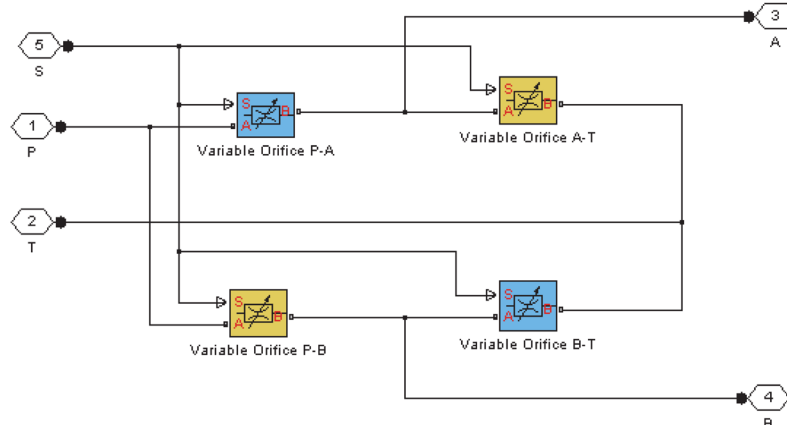 3
A
5
S
S
A
B
Variable Orifice P-A
S
A
B
Variable Orifice A-T
1
P
2
T
S
A
B
Variable Orifice P-B
S
A
B
Variable Orifice B-T
4
B